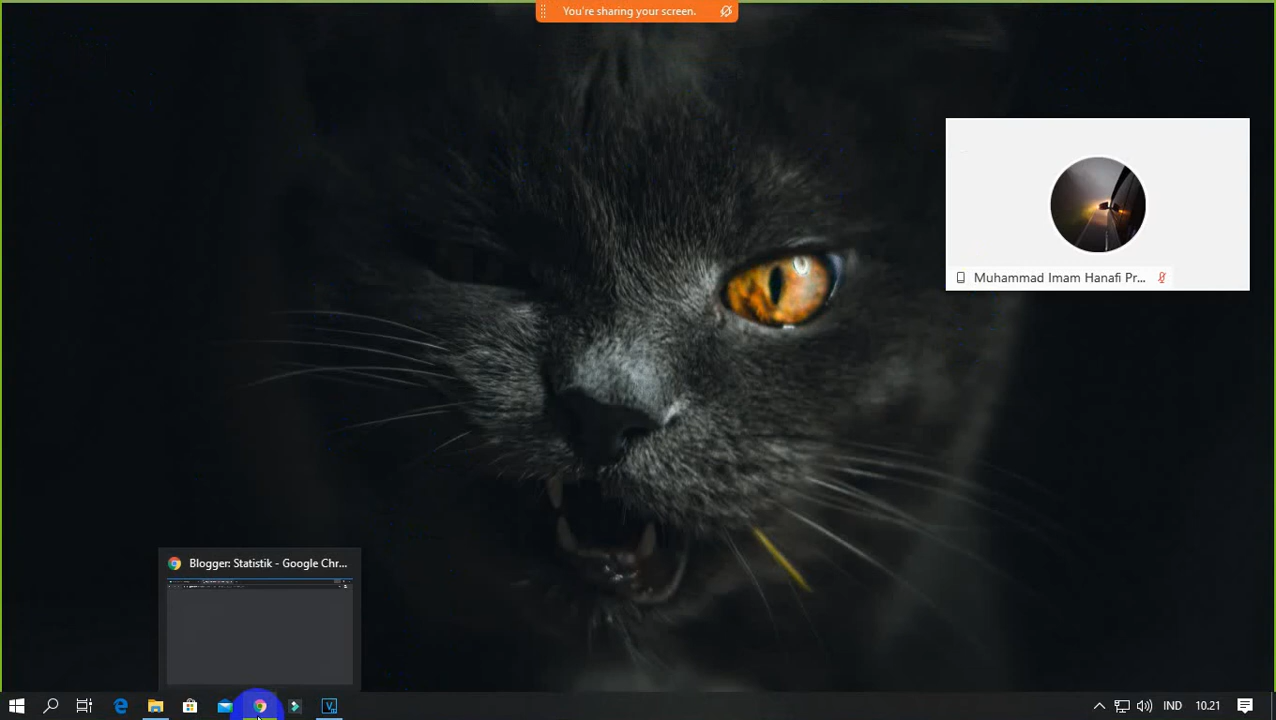 You're sharing your screen.
Muhammad Imam Hanafi Pr...
Blogger: Statistik - Google Chr...
IND
10.21